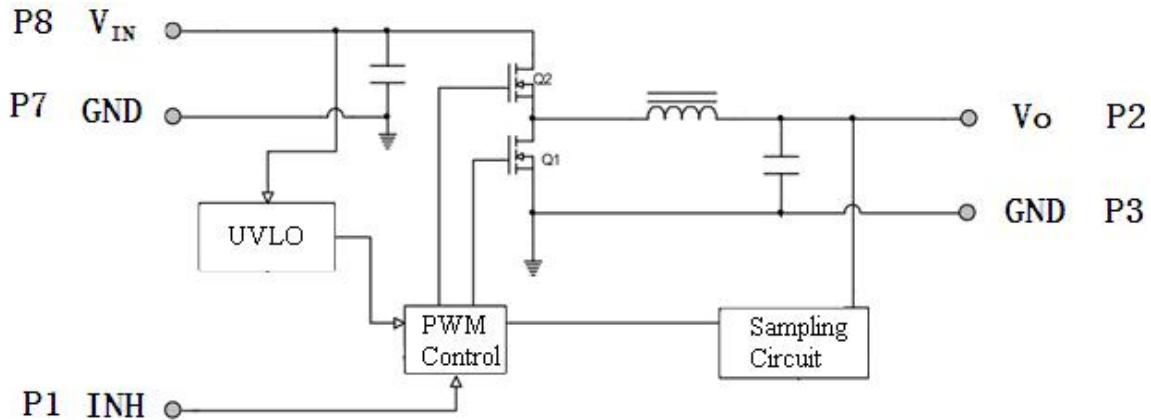 P8 VIN
Q2
P7 GND
Vo P2
Q1
GND P3
UVLO
PWM
Control
Sampling
Circuit
P1 INH